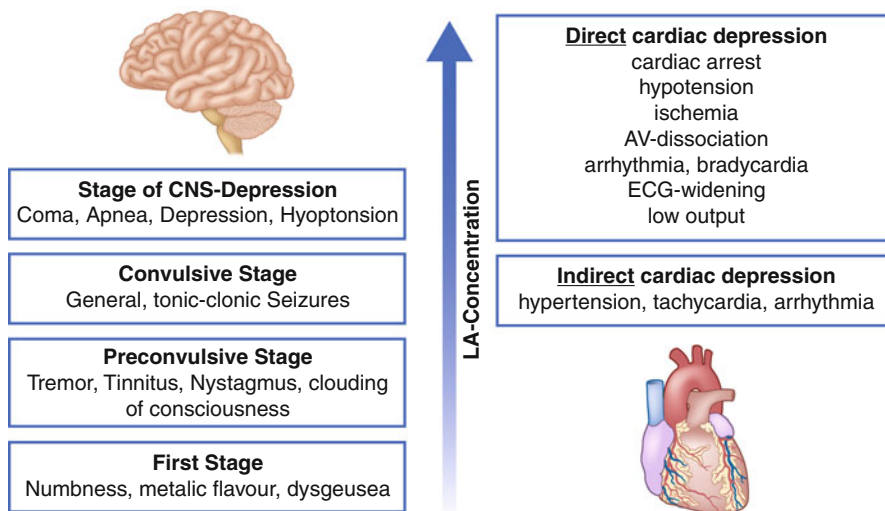 Stage of CNS-Depression
Coma, Apnea, Depression, Hyoptonsion
Convulsive Stage
General, tonic-clonic Seizures
Preconvulsive Stage
Tremor, Tinnitus, Nystagmus, clouding
of consciousness
First Stage
Numbness, metalic flavour, dysgeusea
LA-Concentration
Direct cardiac depression
cardiac arrest
hypotension
ischemia
AV-dissociation
arrhythmia, bradycardia
ECG-widening
low output
Indirect cardiac depression
hypertension, tachycardia, arrhythmia